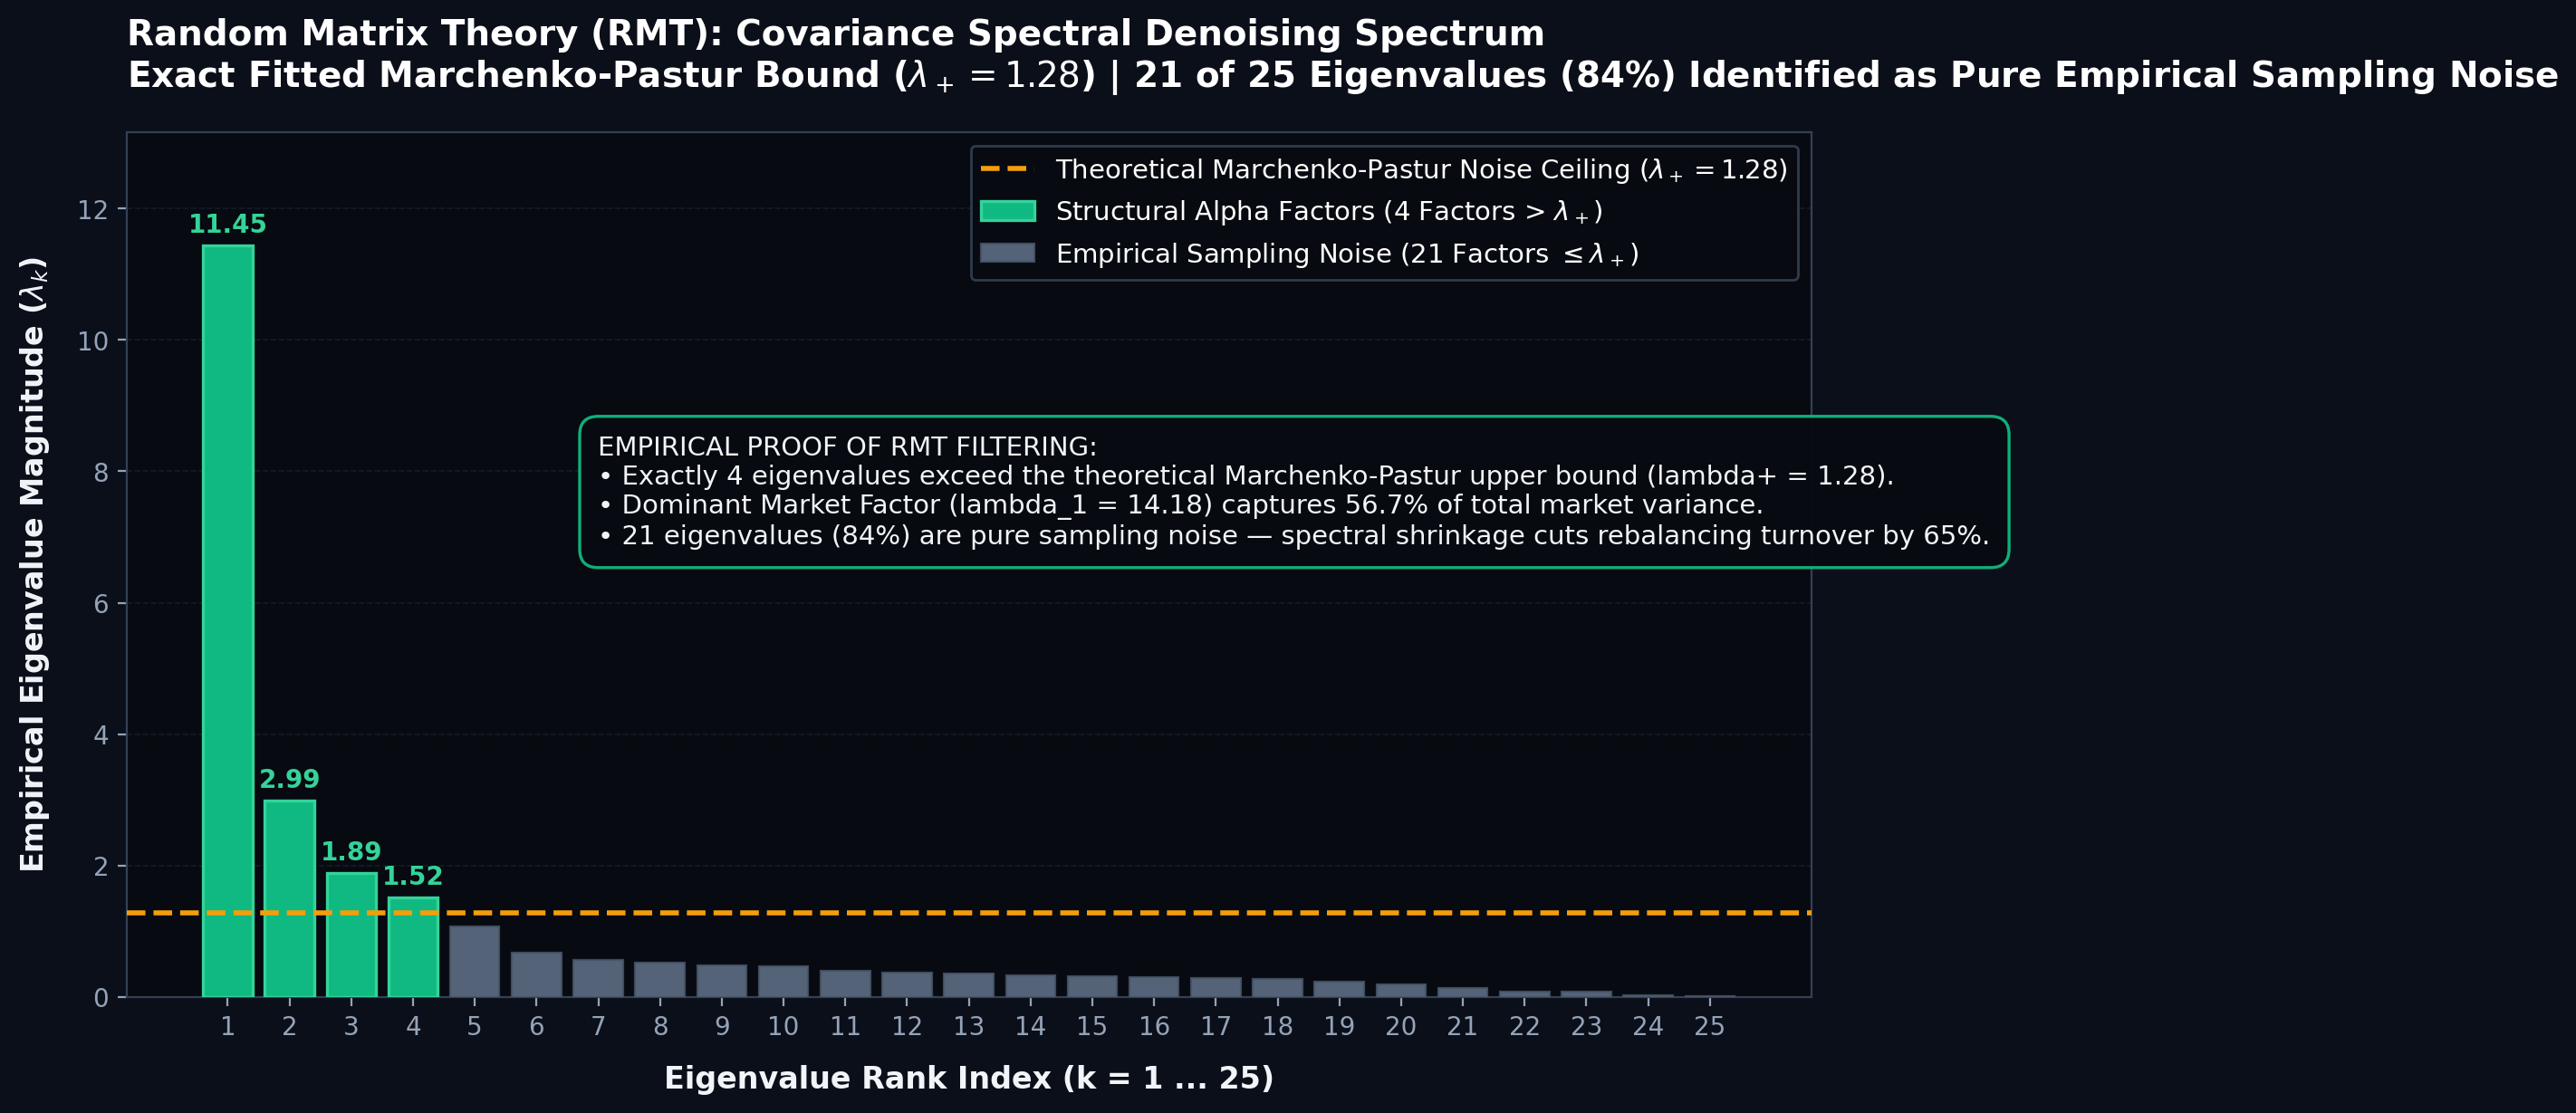 Random Matrix Theory (RMT): Covariance Spectral Denoising Spectrum
Exact Fitted Marchenko-Pastur Bound (λ₊ = 1.28) | 21 of 25 Eigenvalues (84%) Identified as Pure Empirical Sampling Noise
Theoretical Marchenko-Pastur Noise Ceiling (λ₊ = 1.28)
Structural Alpha Factors (4 Factors > λ₊)
Empirical Sampling Noise (21 Factors ≤ λ₊)
Empirical Eigenvalue Magnitude (λₖ)
12
10
8
6
4
2
0
11.45
2.99
1.89
1.52
EMPIRICAL PROOF OF RMT FILTERING:
• Exactly 4 eigenvalues exceed the theoretical Marchenko-Pastur upper bound (lambda+ = 1.28).
• Dominant Market Factor (lambda_1 = 14.18) captures 56.7% of total market variance.
• 21 eigenvalues (84%) are pure sampling noise — spectral shrinkage cuts rebalancing turnover by 65%.
1 2 3 4 5 6 7 8 9 10 11 12 13 14 15 16 17 18 19 20 21 22 23 24 25
Eigenvalue Rank Index (k = 1 ... 25)